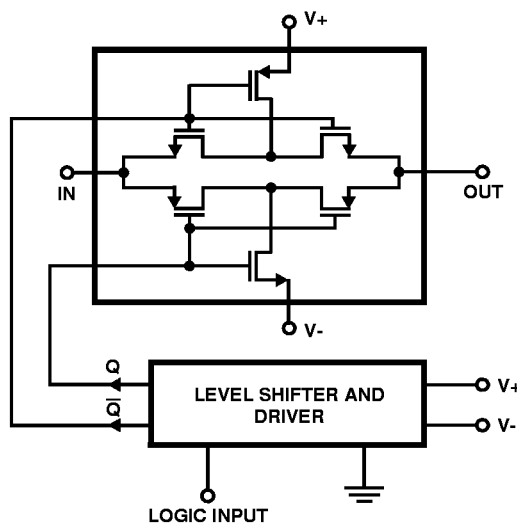 V+
IN
OUT
V-
Q
Q̅
LEVEL SHIFTER AND
DRIVER
V+
V-
LOGIC INPUT